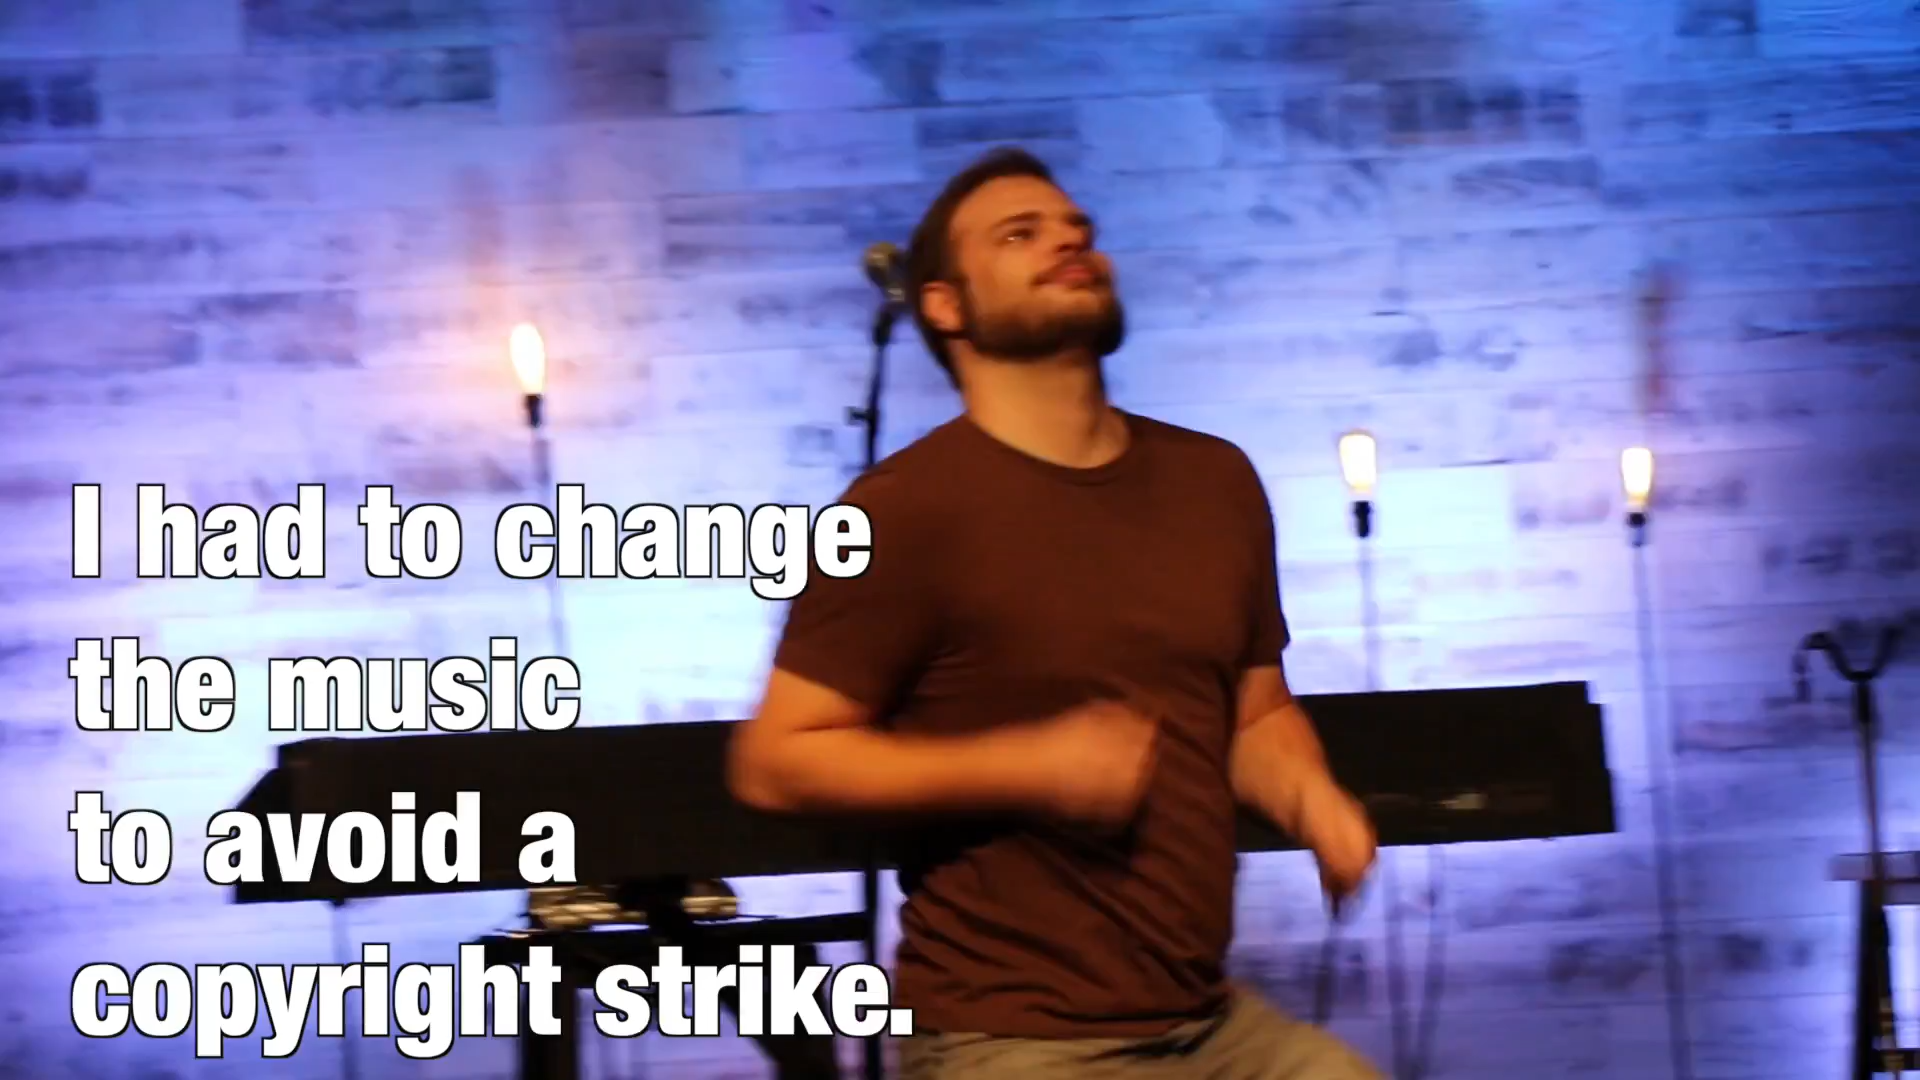 I had to change
the music
to avoid a
copyright strike.